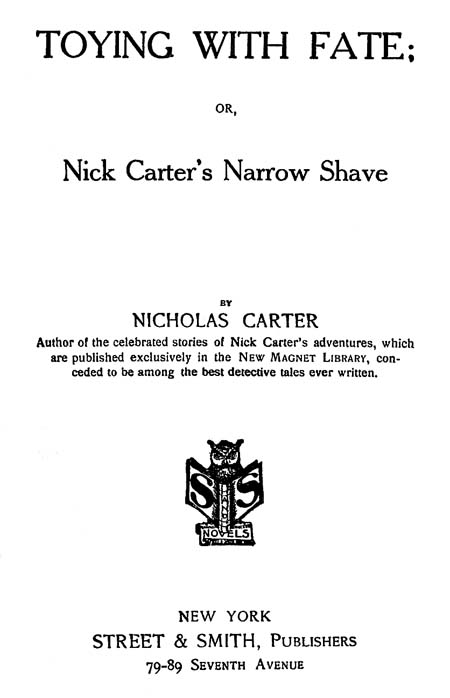 TOYING WITH FATE;
OR,
Nick Carter's Narrow Shave
BY
NICHOLAS CARTER
Author of the celebrated stories of Nick Carter's adventures, which
are published exclusively in the NEW MAGNET LIBRARY, con-
ceded to be among the best detective tales ever written.
S AND S
NOVELS
NEW YORK
STREET & SMITH, PUBLISHERS
79-89 SEVENTH AVENUE